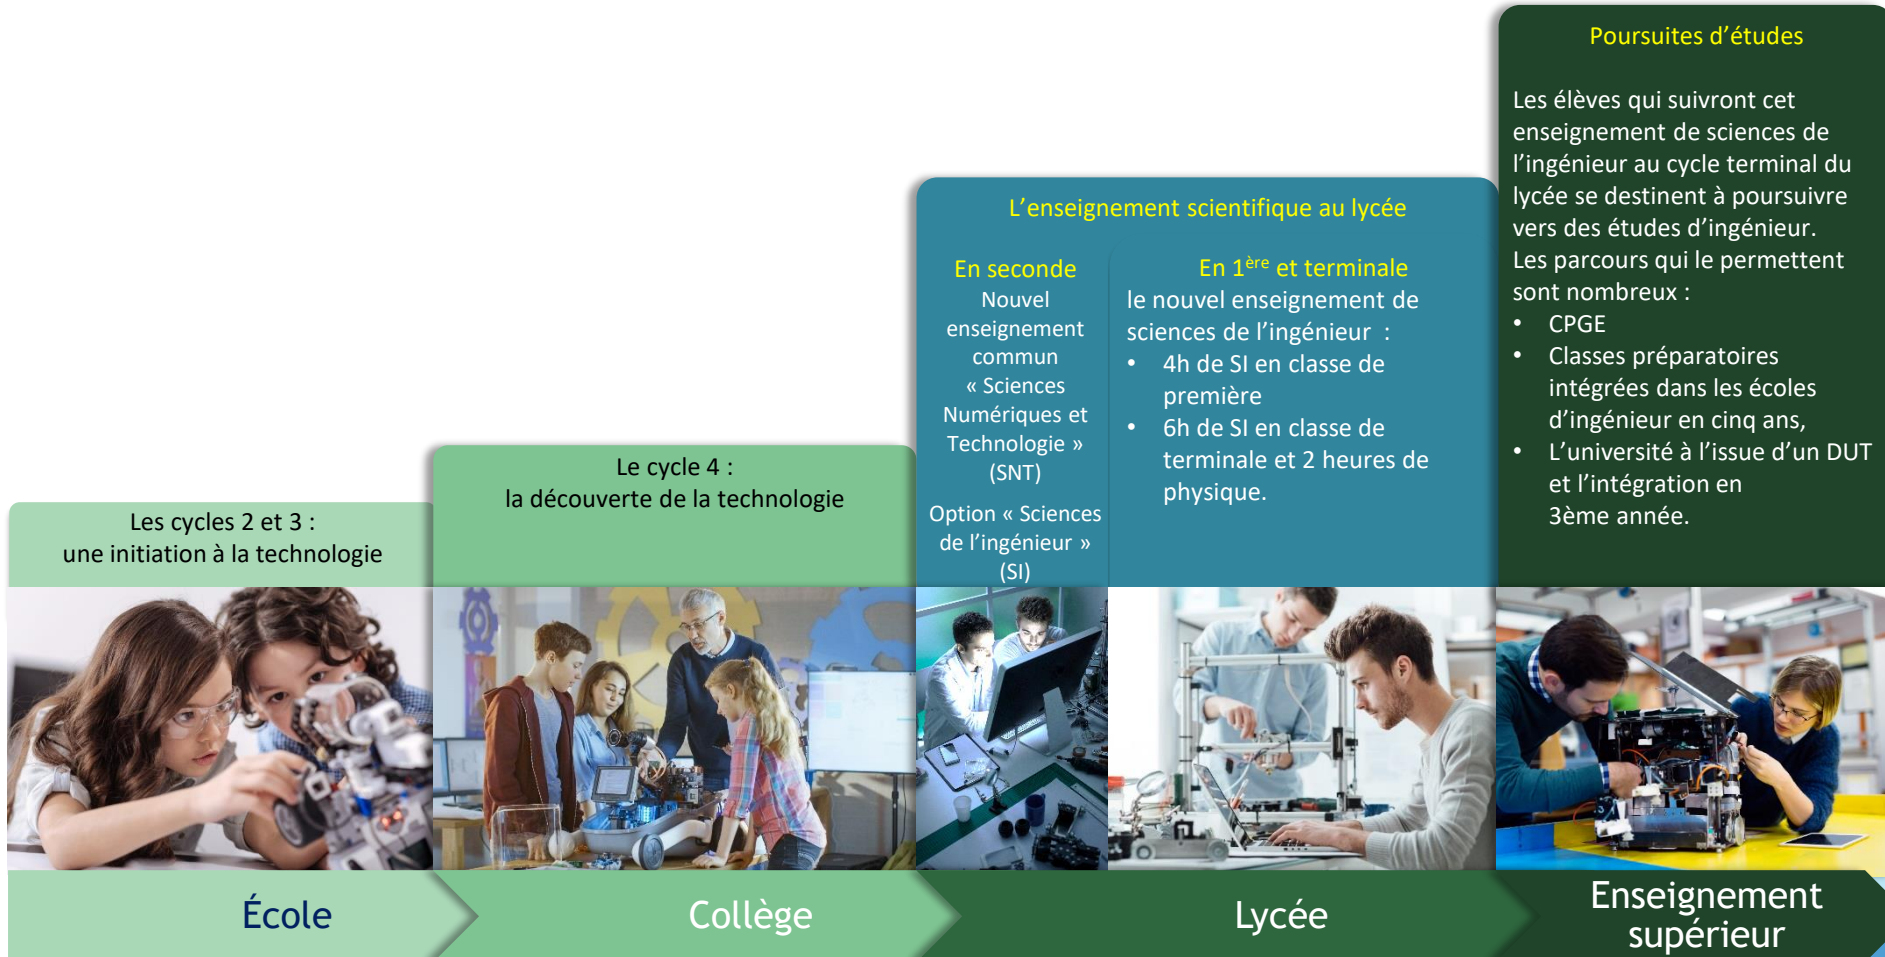 Les cycles 2 et 3 :
une initiation à la technologie
Le cycle 4 :
la découverte de la technologie
L’enseignement scientifique au lycée
En seconde
Nouvel
enseignement
commun
« Sciences
Numériques et
Technologie »
(SNT)
Option « Sciences
de l’ingénieur »
(SI)
En 1ère et terminale
le nouvel enseignement de
sciences de l’ingénieur :
• 4h de SI en classe de
première
• 6h de SI en classe de
terminale et 2 heures de
physique.
Poursuites d’études
Les élèves qui suivront cet
enseignement de sciences de
l’ingénieur au cycle terminal du
lycée se destinent à poursuivre
vers des études d’ingénieur.
Les parcours qui le permettent
sont nombreux :
• CPGE
• Classes préparatoires
intégrées dans les écoles
d’ingénieur en cinq ans,
• L’université à l’issue d’un DUT
et l’intégration en
3ème année.
École
Collège
Lycée
Enseignement
supérieur